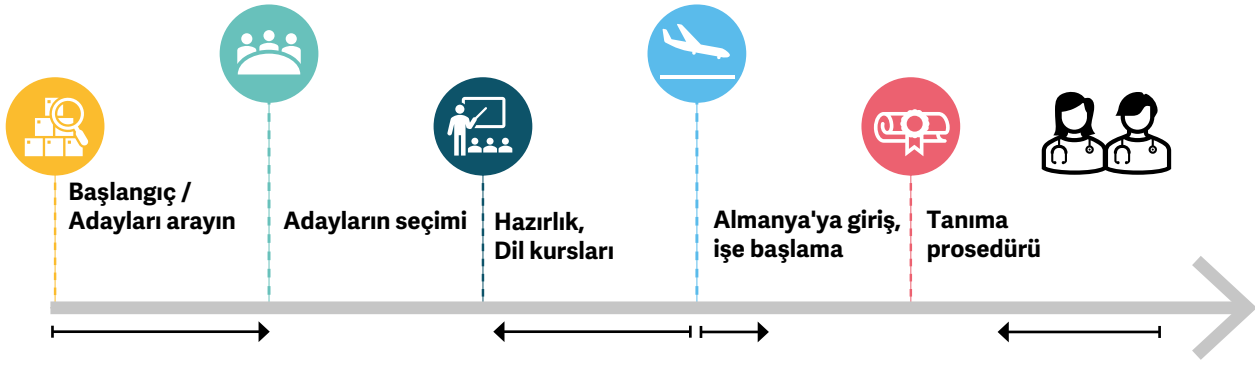 Başlangıç /
Adayları arayın
Adayların seçimi
Hazırlık,
Dil kursları
Almanya'ya giriş,
işe başlama
Tanıma
prosedürü